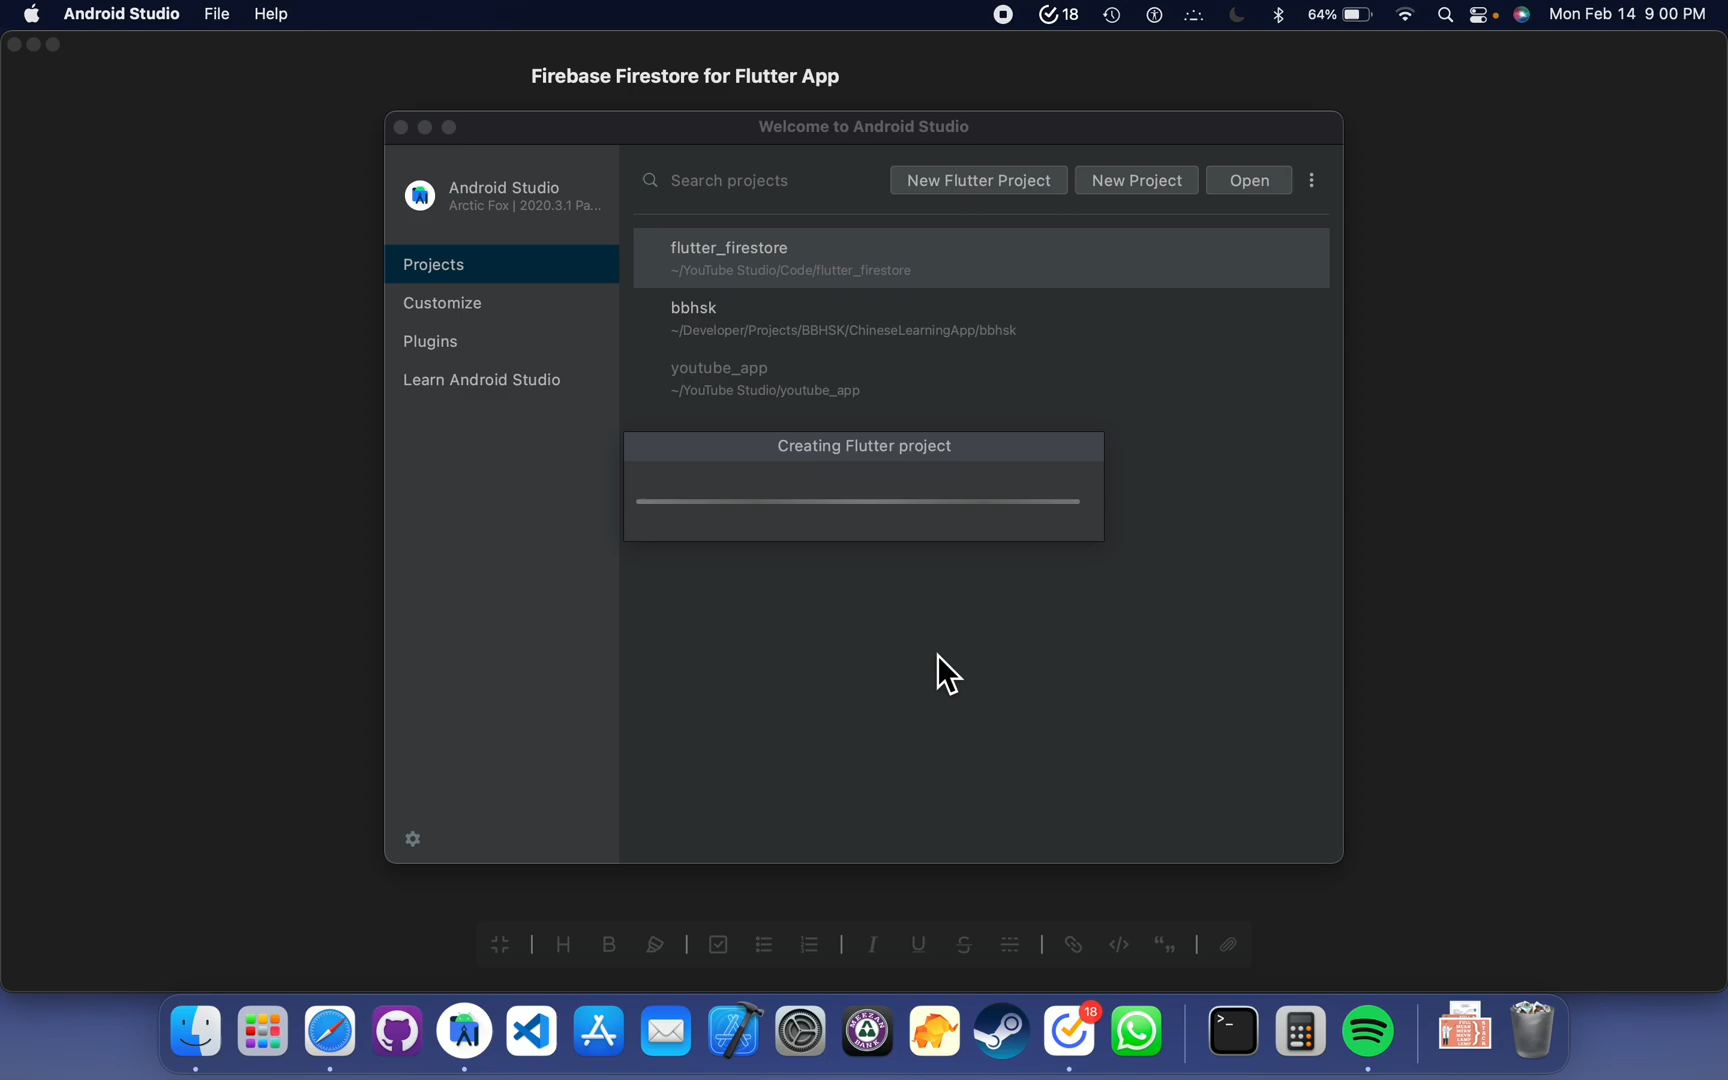 Android Studio File Help 18 64% Mon Feb 14 9 00 PM
Firebase Firestore for Flutter App
Welcome to Android Studio
Android Studio
Arctic Fox | 2020.3.1 Pa...
Search projects New Flutter Project New Project Open
Projects
Customize
Plugins
Learn Android Studio
flutter_firestore
~/YouTube Studio/Code/flutter_firestore
bbhsk
~/Developer/Projects/BBHSK/ChineseLearningApp/bbhsk
youtube_app
~/YouTube Studio/youtube_app
Creating Flutter project
H B I U S </> “„
MEEZAN BANK 18 >_